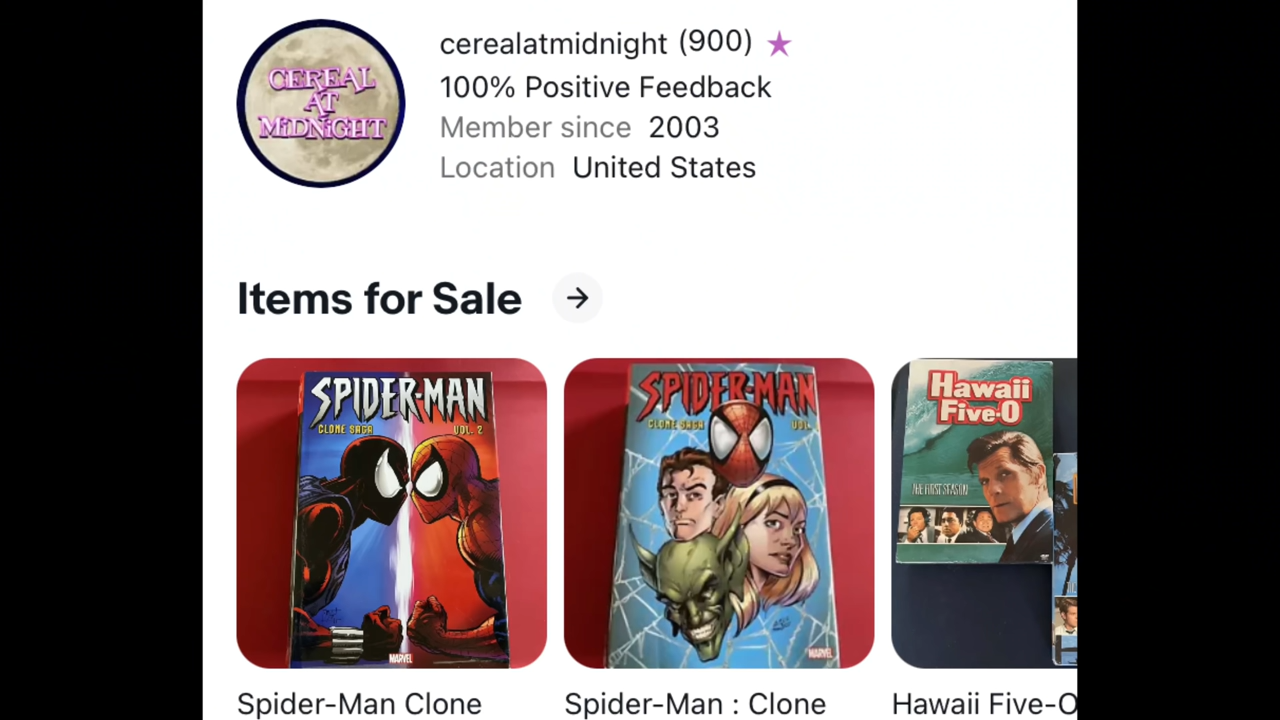 CEREAL
AT
MIDNIGHT
cerealatmidnight (900)
100% Positive Feedback
Member since 2003
Location United States
Items for Sale
SPIDER-MAN
CLONE SAGA VOL. 2
MARVEL
SPIDER-MAN
CLONE SAGA VOL.
MARVEL
Hawaii
Five-O
THE FIRST SEASON
Spider-Man Clone
Spider-Man : Clone
Hawaii Five-O